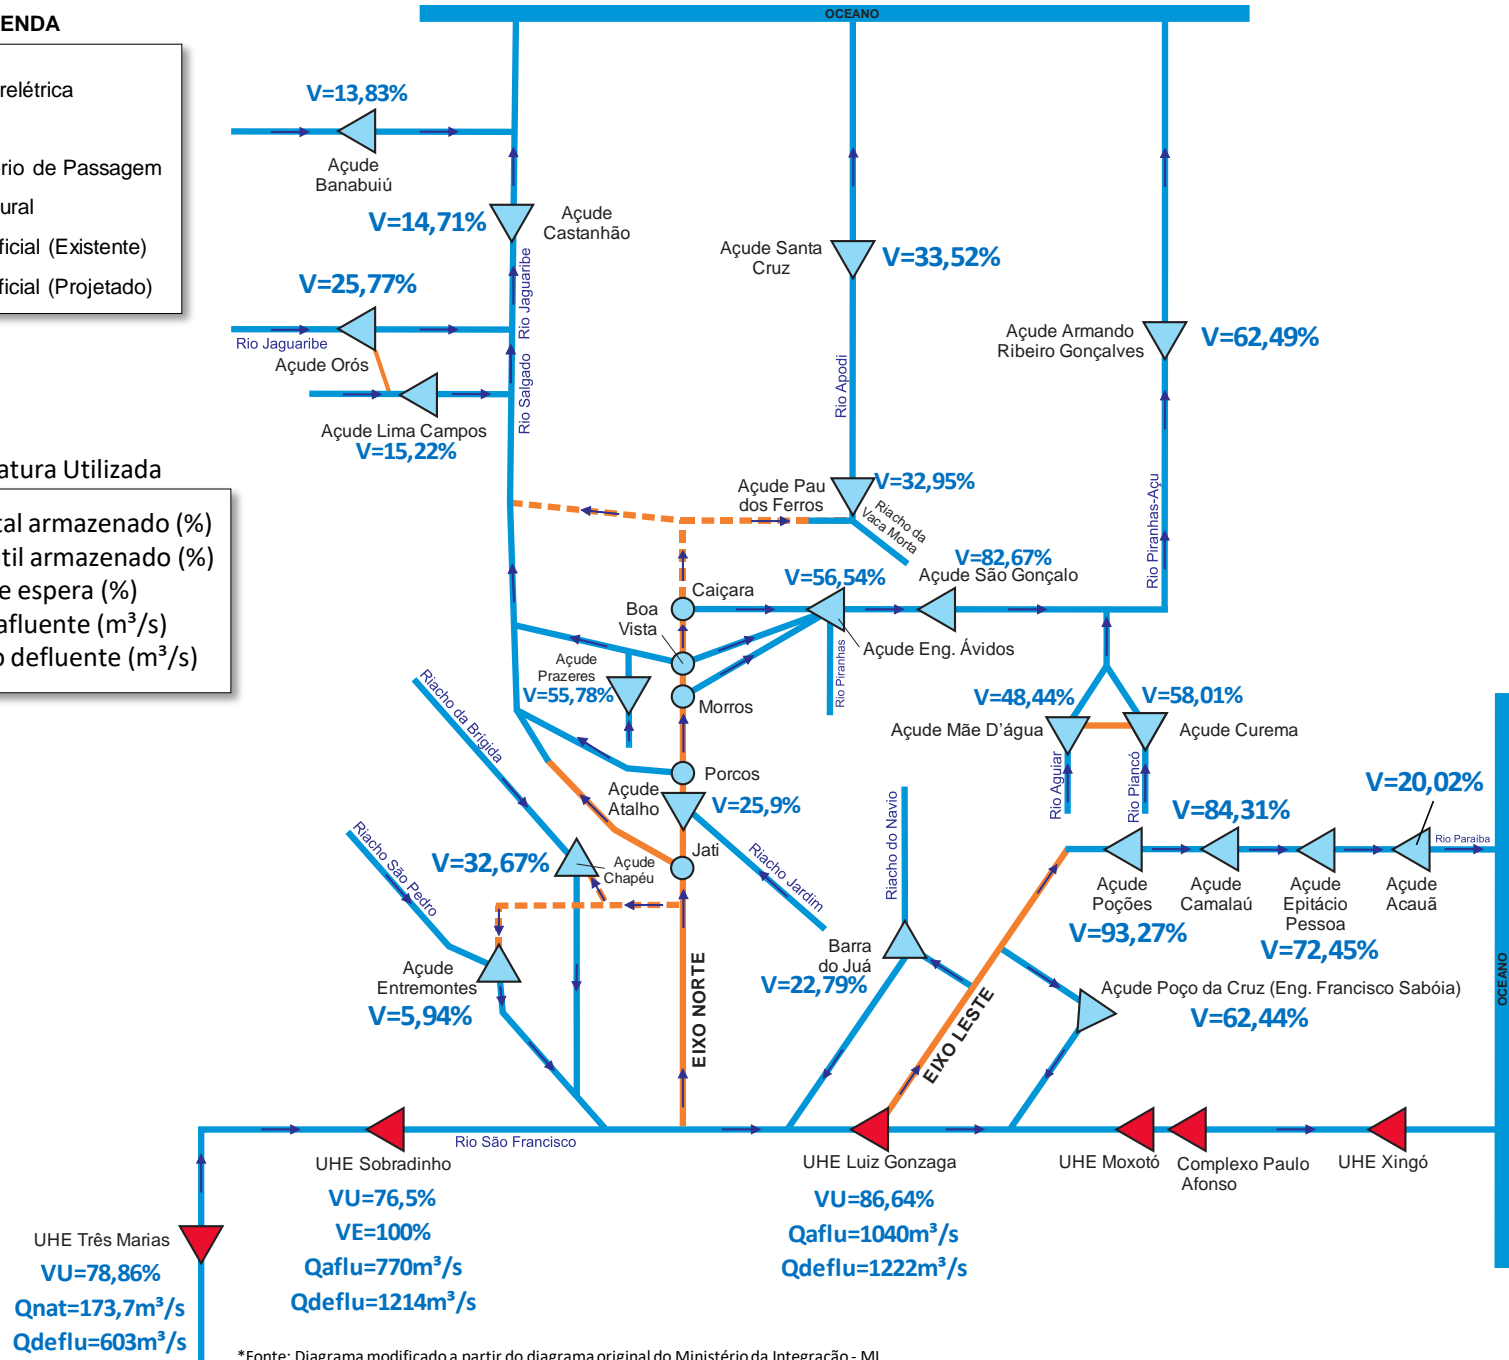 OCEANO
ENDA
relétrica
rio de Passagem
ural
ficial (Existente)
ficial (Projetado)
V=13,83%
Açude
Banabuiú
V=14,71%
Açude
Castanhão
V=25,77%
Rio Jaguaribe
Açude Orós
Rio Jaguaribe
Rio Salgado
Açude Lima Campos
V=15,22%
Açude Santa
Cruz
V=33,52%
Rio Apodi
Açude Armando
Ribeiro Gonçalves
V=62,49%
Rio Piranhas-Açu
atura Utilizada
tal armazenado (%)
til armazenado (%)
e espera (%)
afluente (m³/s)
o defluente (m³/s)
Açude Pau
dos Ferros
V=32,95%
Riacho da
Vaca Morta
V=82,67%
Açude São Gonçalo
V=56,54%
Caiçara
Boa
Vista
Açude Eng. Ávidos
Rio Piranhas
Açude
Prazeres
V=55,78%
Morros
Porcos
Riacho da Brígida
Açude
Atalho
V=25,9%
Jati
Riacho Jardim
V=48,44%
Açude Mãe D'água
V=58,01%
Açude Curema
Rio Aguiar
Rio Piancó
V=20,02%
V=84,31%
Rio Paraiba
Riacho São Pedro
V=32,67%
Açude
Chapéu
Riacho do Navio
Açude
Poções
Açude
Camalaú
Açude
Epitácio
Pessoa
Açude
Acauã
V=93,27%
V=72,45%
Barra
do Juá
V=22,79%
Açude
Entremontes
V=5,94%
EIXO NORTE
EIXO LESTE
Açude Poço da Cruz (Eng. Francisco Sabóia)
V=62,44%
OCEANO
Rio São Francisco
UHE Sobradinho
VU=76,5%
VE=100%
Qaflu=770m³/s
Qdeflu=1214m³/s
UHE Luiz Gonzaga
VU=86,64%
Qaflu=1040m³/s
Qdeflu=1222m³/s
UHE Moxotó
Complexo Paulo
Afonso
UHE Xingó
UHE Três Marias
VU=78,86%
Qnat=173,7m³/s
Qdeflu=603m³/s
*Fonte: Diagrama modificado a partir do diagrama original do Ministério da Integração - MI